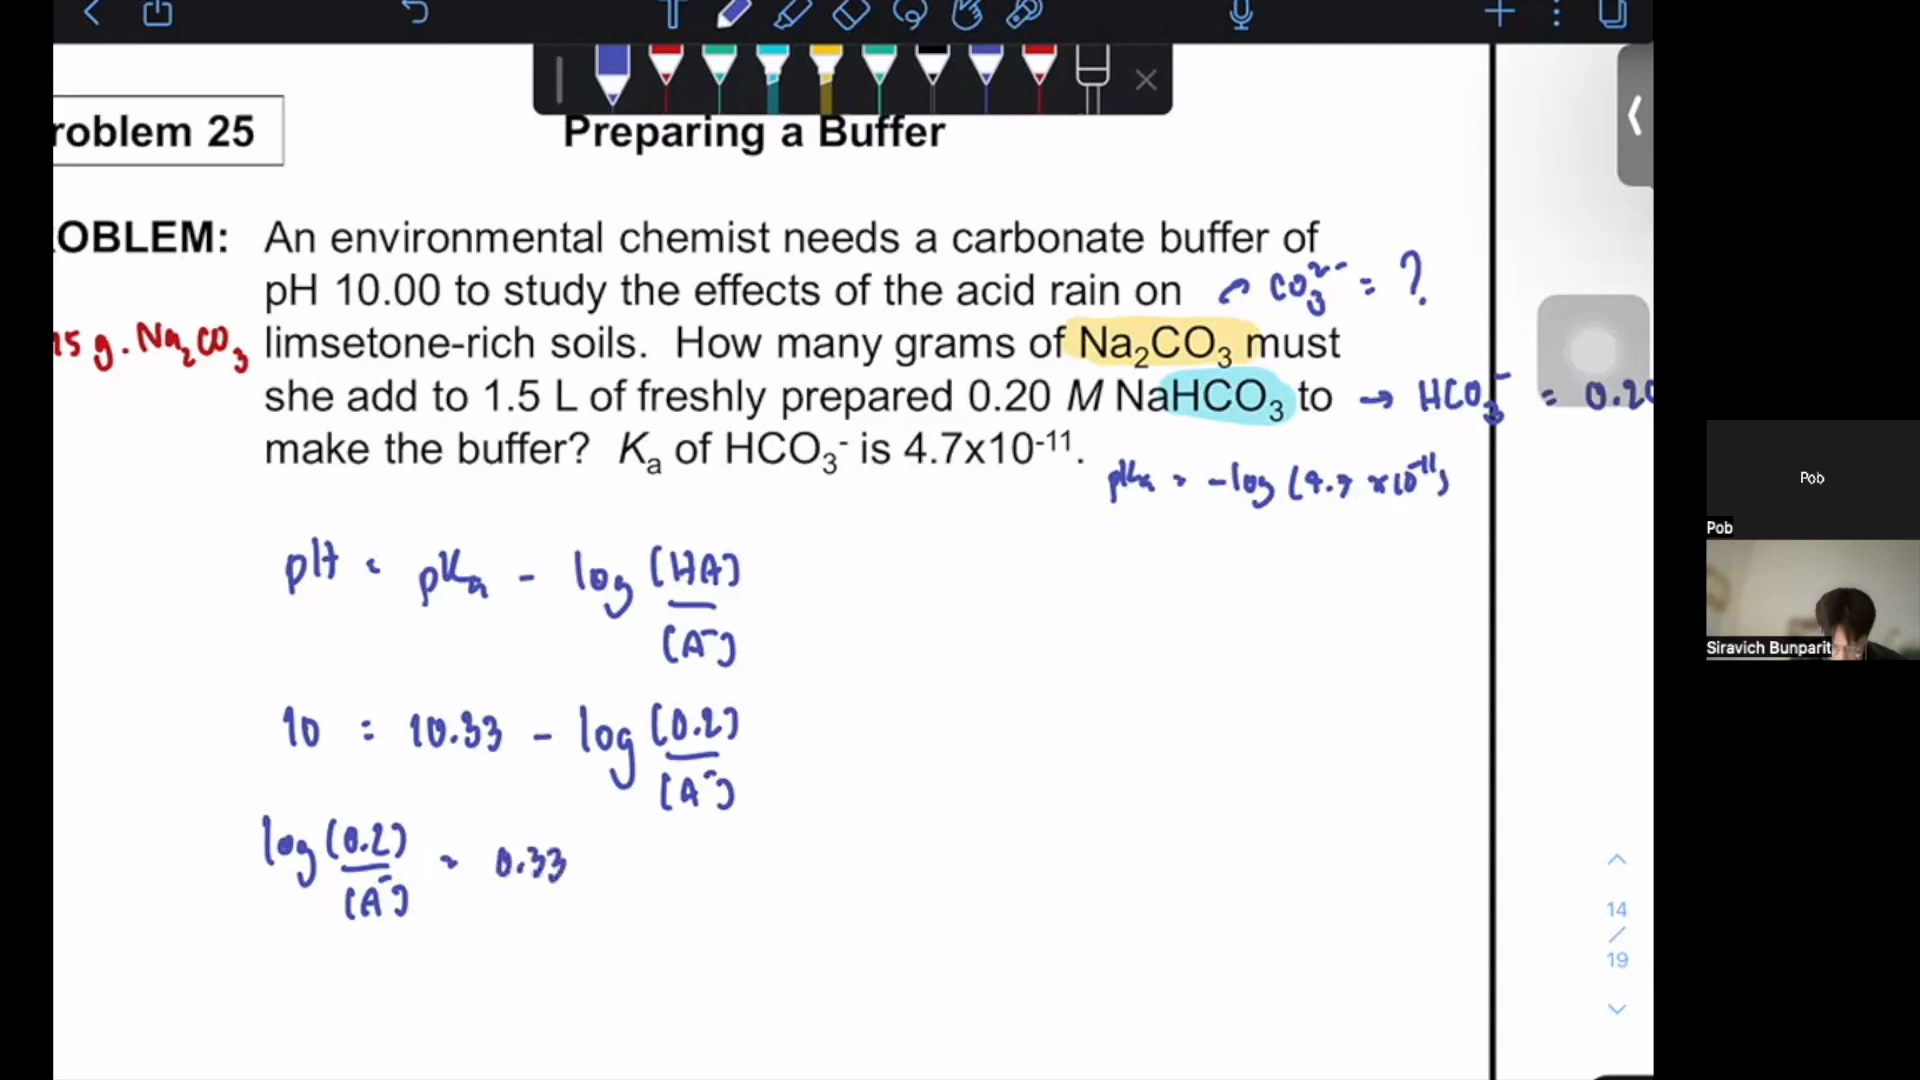 roblem 25
Preparing a Buffer
OBLEM: An environmental chemist needs a carbonate buffer of
pH 10.00 to study the effects of the acid rain on
CO₃²⁻ = ?
15 g. Na₂CO₃
limsetone-rich soils. How many grams of Na₂CO₃ must
she add to 1.5 L of freshly prepared 0.20 M NaHCO₃ to
→ HCO₃⁻ = 0.20
make the buffer? Kₐ of HCO₃⁻ is 4.7x10⁻¹¹.
pKa = -log (4.7 x10⁻¹¹)
pH = pKa - log [HA]
[A⁻]
10 = 10.33 - log [0.2]
[A⁻]
log [0.2] = 0.33
[A⁻]
14
/
19
Pob
Pob
Siravich Bunparit